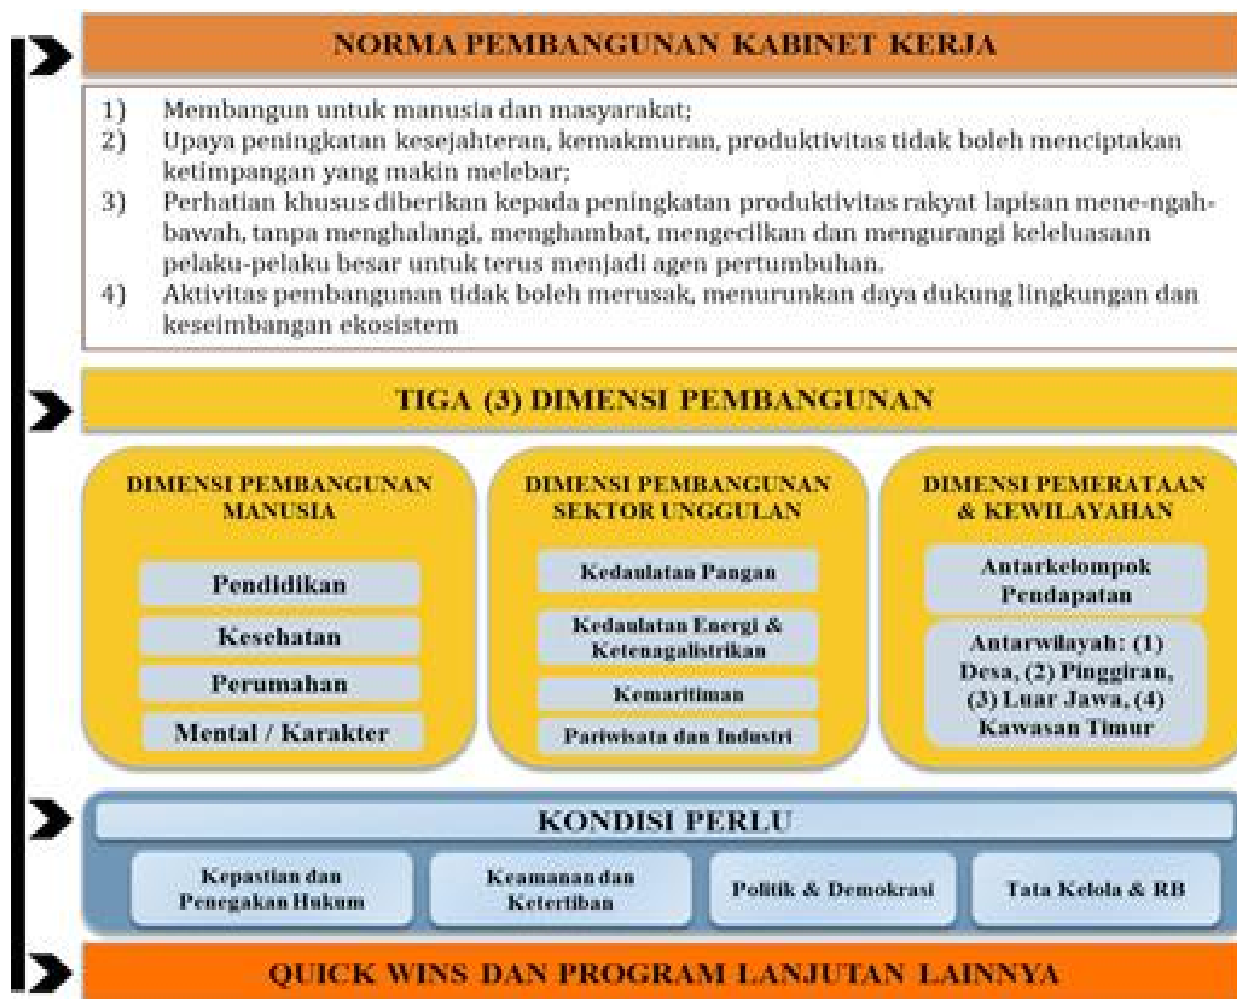 NORMA PEMBANGUNAN KABINET KERJA
1) Membangun untuk manusia dan masyarakat;
2) Upaya peningkatan kesejahteran, kemakmuran, produktivitas tidak boleh menciptakan
ketimpangan yang makin melebar;
3) Perhatian khusus diberikan kepada peningkatan produktivitas rakyat lapisan mene-ngah-
bawah, tanpa menghalangi, menghambat, mengecilkan dan mengurangi keleluasaan
pelaku-pelaku besar untuk terus menjadi agen pertumbuhan.
4) Aktivitas pembangunan tidak boleh merusak, menurunkan daya dukung lingkungan dan
keseimbangan ekosistem
TIGA (3) DIMENSI PEMBANGUNAN
DIMENSI PEMBANGUNAN
MANUSIA
Pendidikan
Kesehatan
Perumahan
Mental / Karakter
DIMENSI PEMBANGUNAN
SEKTOR UNGGULAN
Kedaulatan Pangan
Kedaulatan Energi &
Ketenagalistrikan
Kemaritiman
Pariwisata dan Industri
DIMENSI PEMERATAAN
& KEWILAYAHAN
Antarkelompok
Pendapatan
Antarwilayah: (1)
Desa, (2) Pinggiran,
(3) Luar Jawa, (4)
Kawasan Timur
KONDISI PERLU
Kepastian dan
Penegakan Hukum
Keamanan dan
Ketertiban
Politik & Demokrasi
Tata Kelola & RB
QUICK WINS DAN PROGRAM LANJUTAN LAINNYA